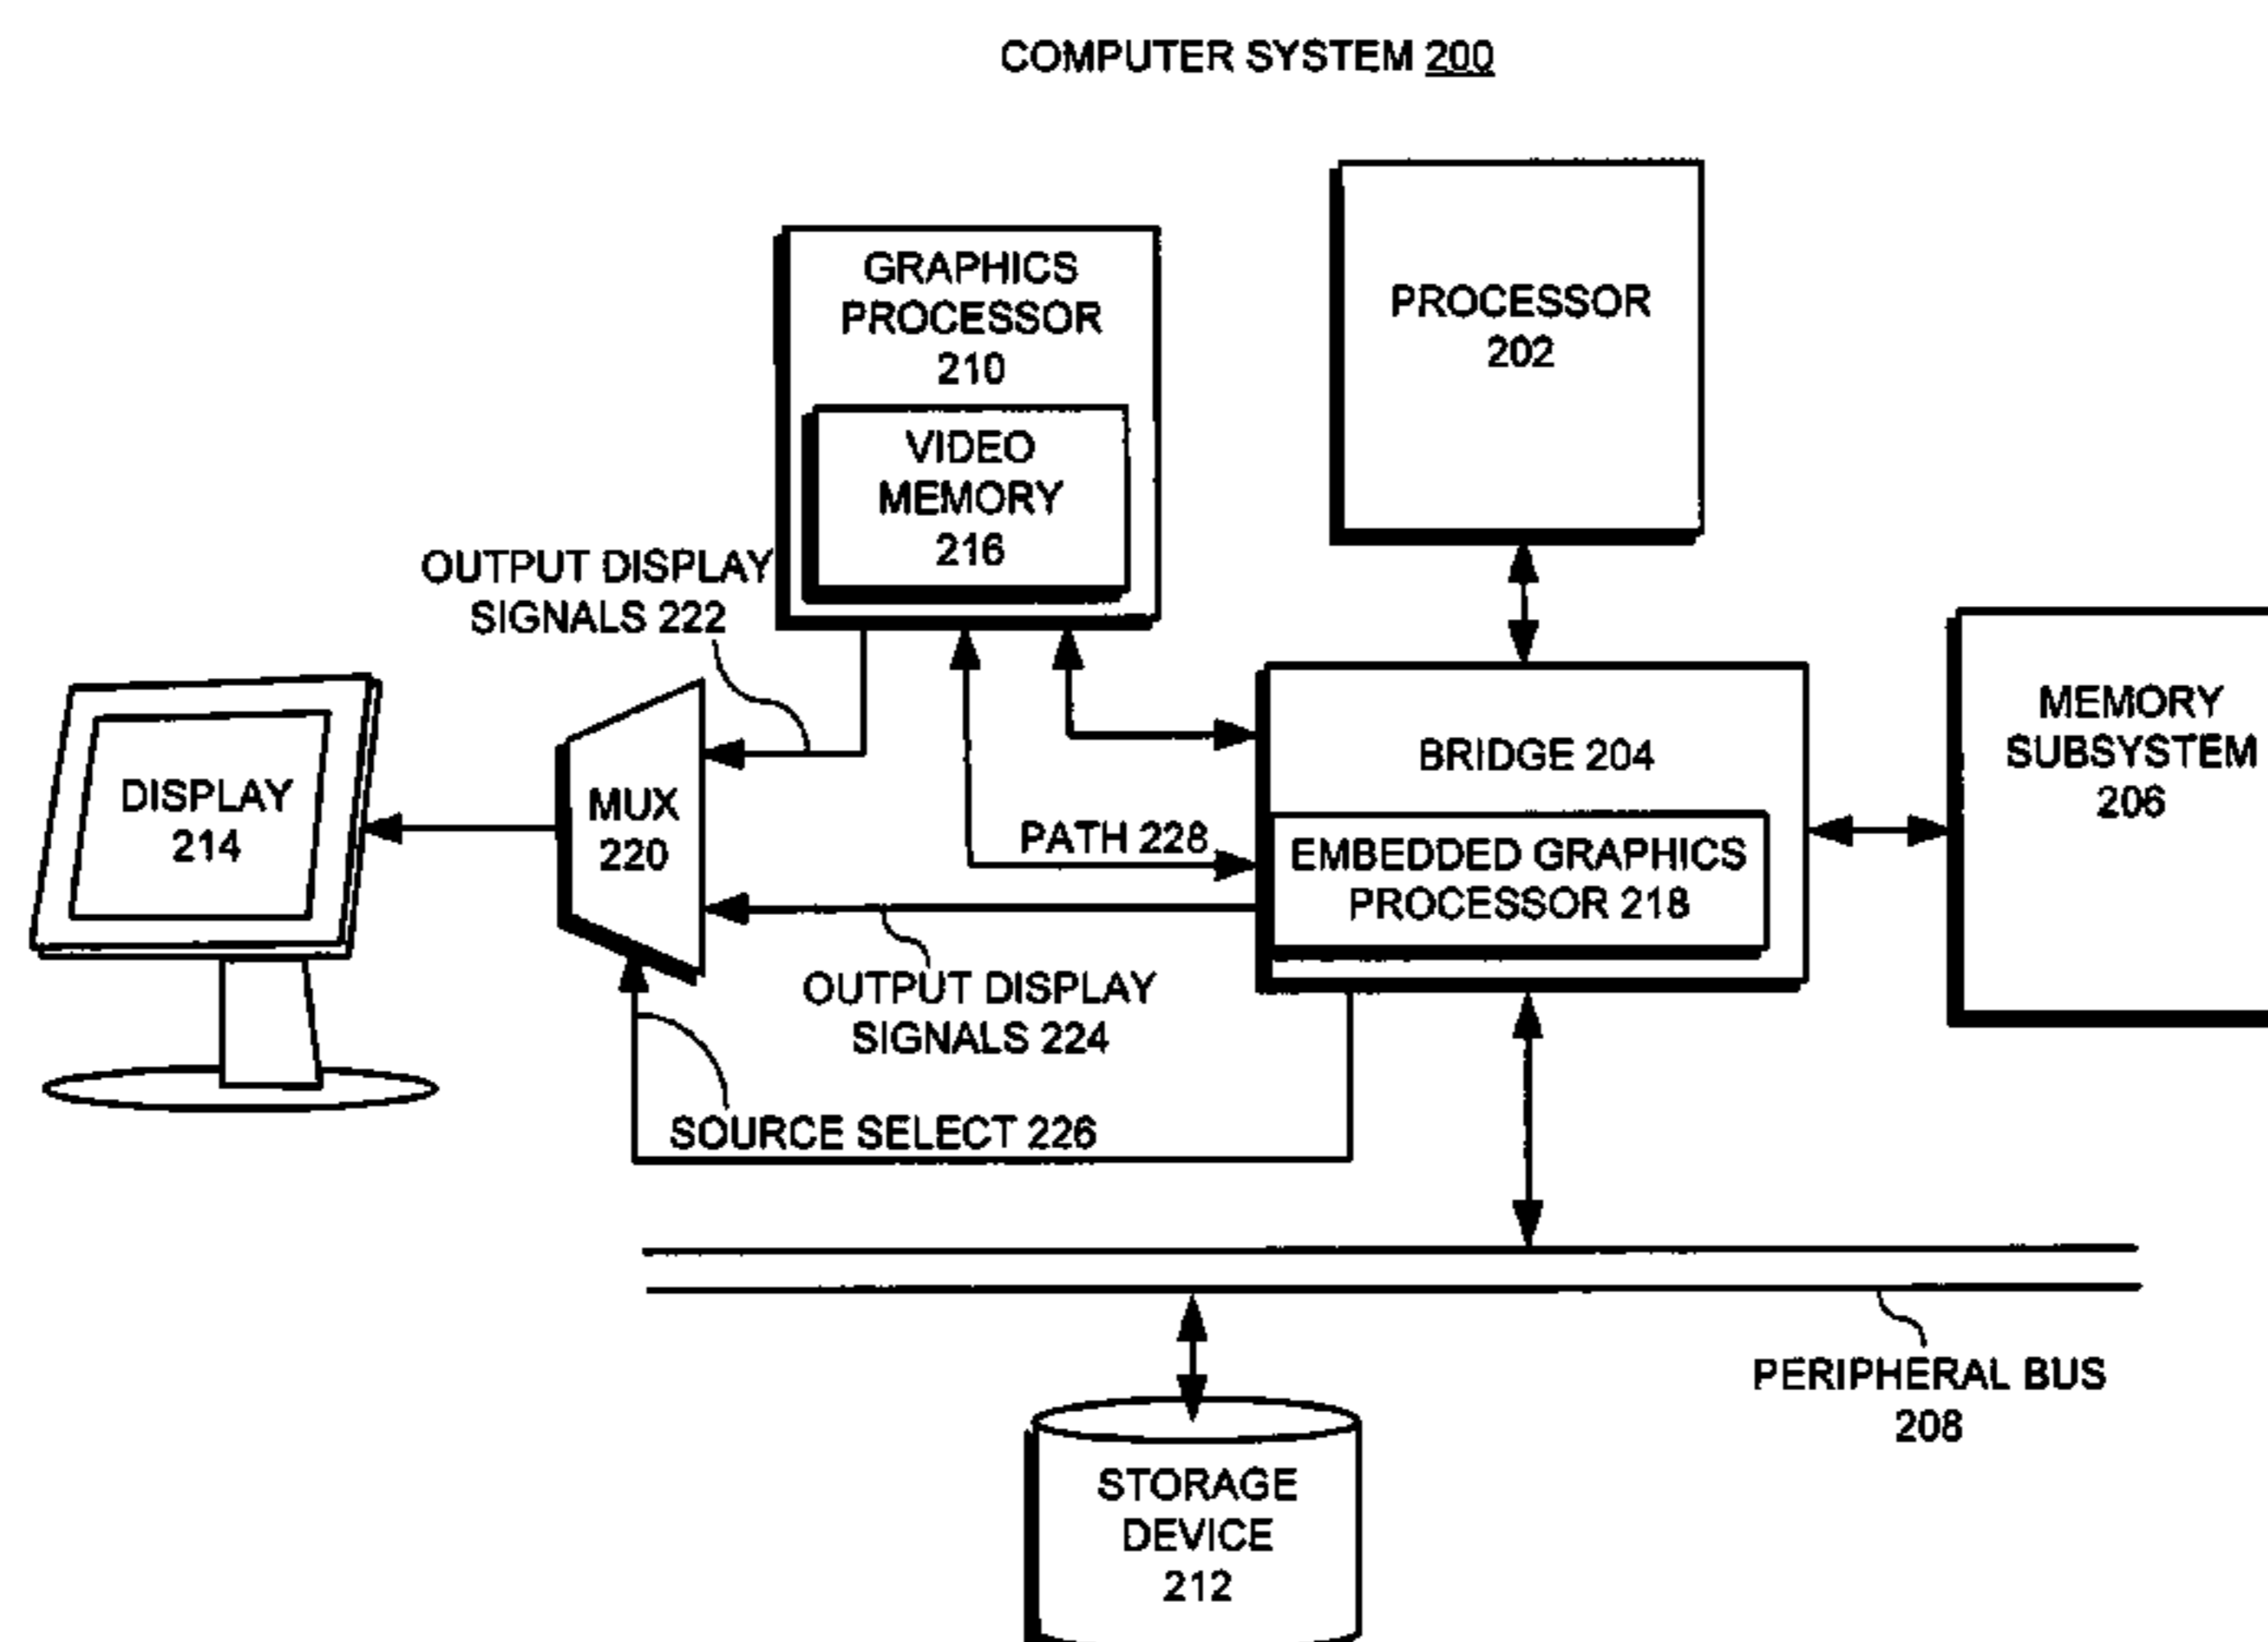 COMPUTER SYSTEM 200
GRAPHICS
PROCESSOR
210
VIDEO
MEMORY
216
PROCESSOR
202
OUTPUT DISPLAY
SIGNALS 222
MEMORY
SUBSYSTEM
206
BRIDGE 204
DISPLAY
214
MUX
220
PATH 228
EMBEDDED GRAPHICS
PROCESSOR 218
OUTPUT DISPLAY
SIGNALS 224
SOURCE SELECT 226
PERIPHERAL BUS
208
STORAGE
DEVICE
212